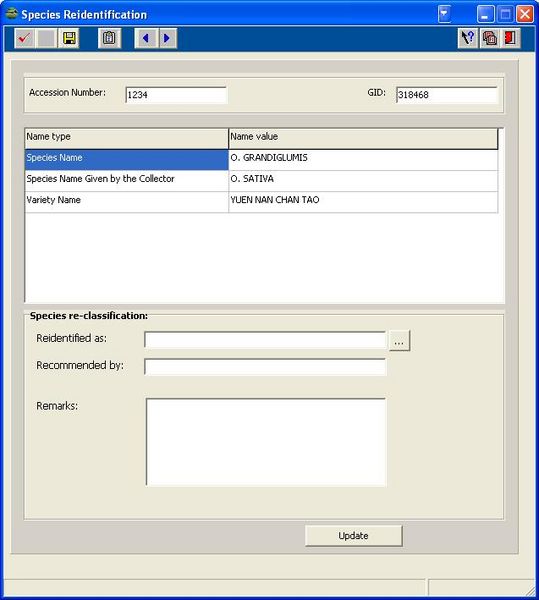 Species Reidentification
Accession Number: 1234 GID: 318468
Name type Name value
Species Name O. GRANDIGLUMIS
Species Name Given by the Collector O. SATIVA
Variety Name YUEN NAN CHAN TAO
Species re-classification:
Reidentified as: ...
Recommended by:
Remarks:
Update